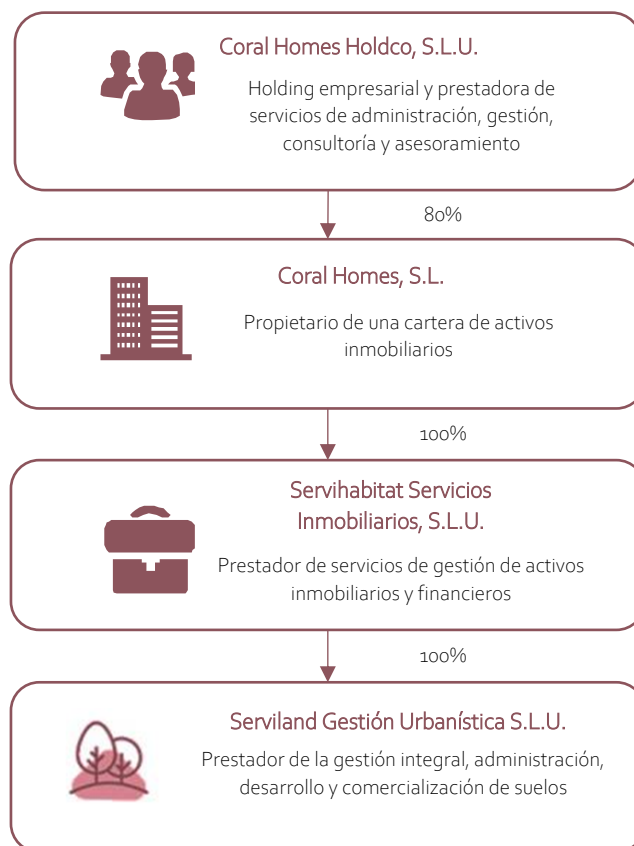 Coral Homes Holdco, S.L.U.
Holding empresarial y prestadora de
servicios de administración, gestión,
consultoría y asesoramiento
80%
Coral Homes, S.L.
Propietario de una cartera de activos
inmobiliarios
100%
Servihabitat Servicios
Inmobiliarios, S.L.U.
Prestador de servicios de gestión de activos
inmobiliarios y financieros
100%
Serviland Gestión Urbanística S.L.U.
Prestador de la gestión integral, administración,
desarrollo y comercialización de suelos